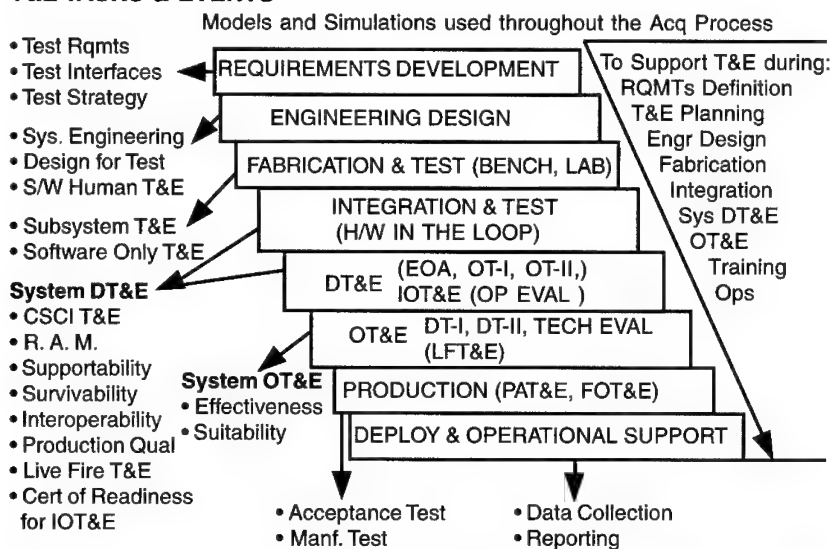 Models and Simulations used throughout the Acq Process
• Test Rqmts
• Test Interfaces
• Test Strategy
• Sys. Engineering
• Design for Test
• S/W Human T&E
• Subsystem T&E
• Software Only T&E
System DT&E
• CSCI T&E
• R. A. M.
• Supportability
• Survivability
• Interoperability
• Production Qual
• Live Fire T&E
• Cert of Readiness
for IOT&E
REQUIREMENTS DEVELOPMENT
ENGINEERING DESIGN
FABRICATION & TEST (BENCH, LAB)
INTEGRATION & TEST
(H/W IN THE LOOP)
DT&E (EOA, OT-I, OT-II,)
IOT&E (OP EVAL )
OT&E DT-I, DT-II, TECH EVAL
(LFT&E)
PRODUCTION (PAT&E, FOT&E)
DEPLOY & OPERATIONAL SUPPORT
System OT&E
• Effectiveness
• Suitability
• Acceptance Test
• Manf. Test
• Data Collection
• Reporting
To Support T&E during:
RQMTs Definition
T&E Planning
Engr Design
Fabrication
Integration
Sys DT&E
OT&E
Training
Ops